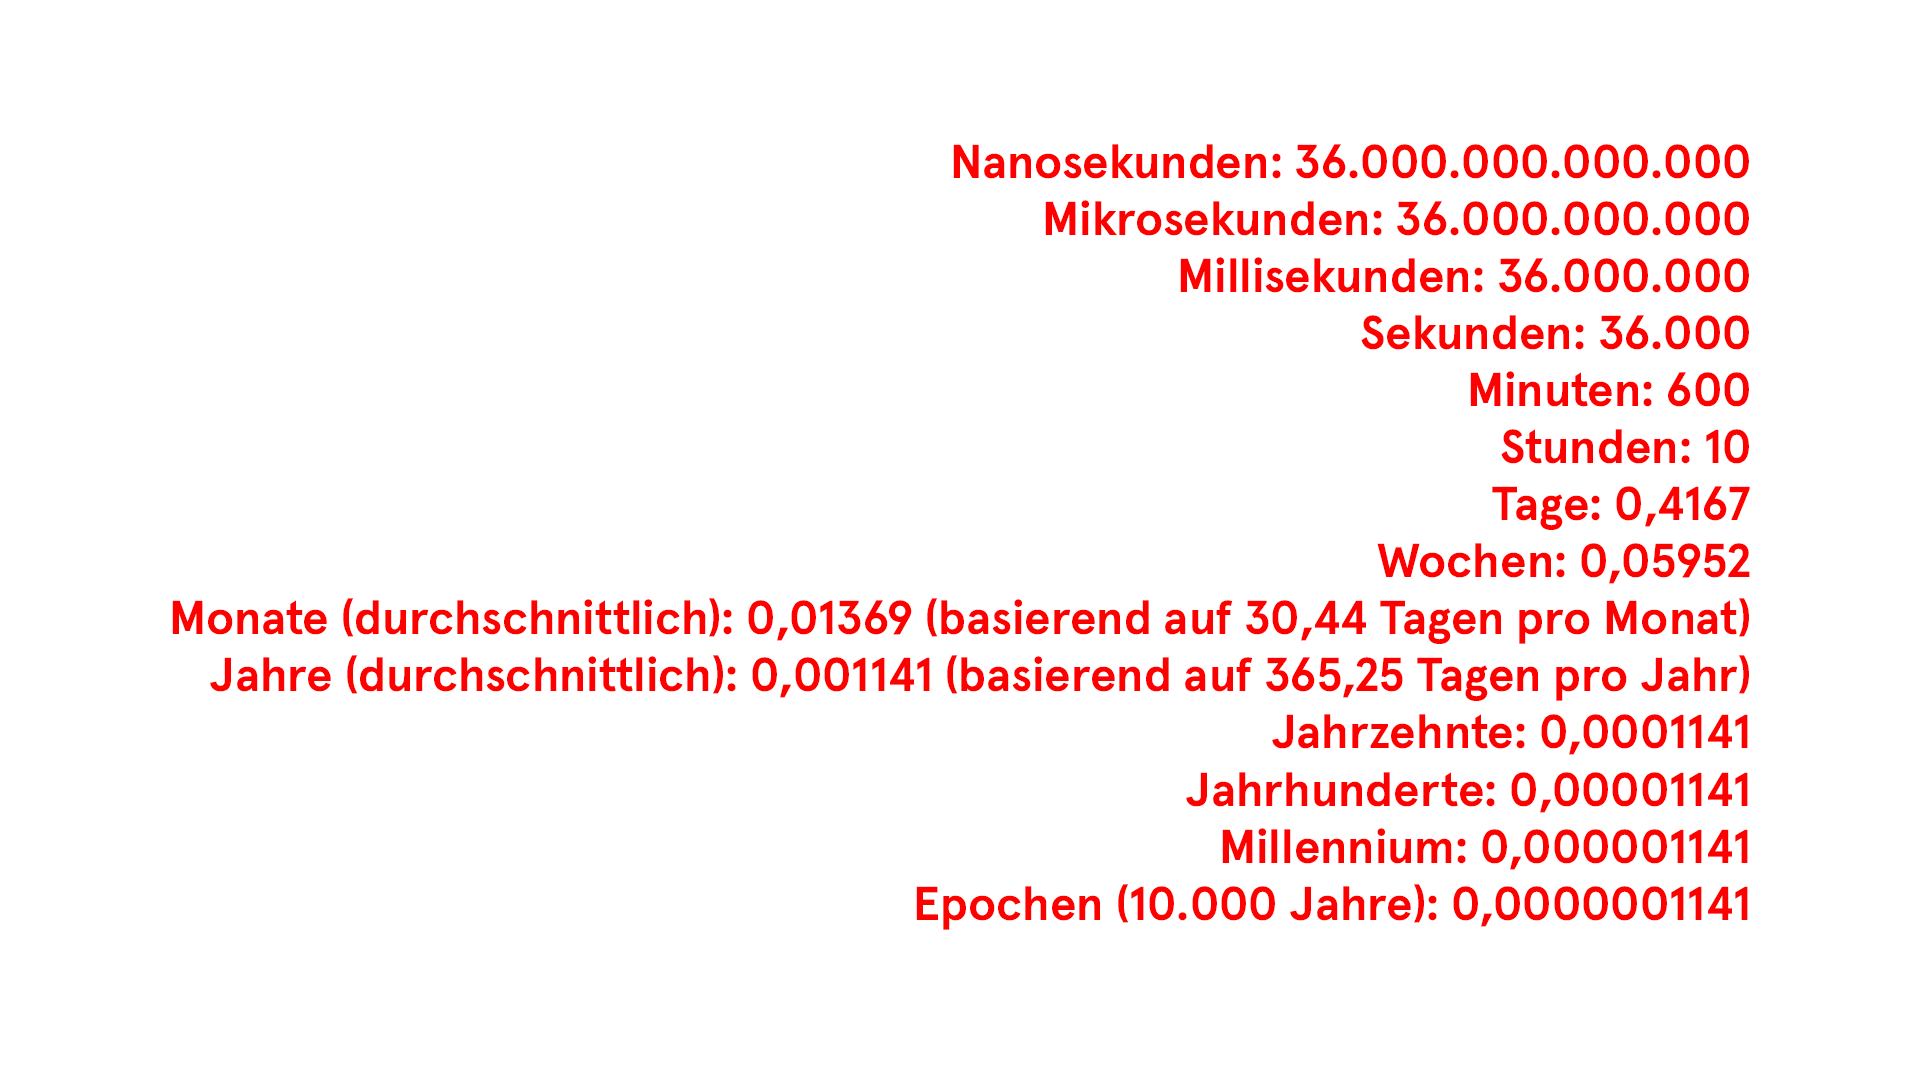 Nanosekunden: 36.000.000.000.000
Mikrosekunden: 36.000.000.000
Millisekunden: 36.000.000
Sekunden: 36.000
Minuten: 600
Stunden: 10
Tage: 0,4167
Wochen: 0,05952
Monate (durchschnittlich): 0,01369 (basierend auf 30,44 Tagen pro Monat)
Jahre (durchschnittlich): 0,001141 (basierend auf 365,25 Tagen pro Jahr)
Jahrzehnte: 0,0001141
Jahrhunderte: 0,00001141
Millennium: 0,000001141
Epochen (10.000 Jahre): 0,0000001141